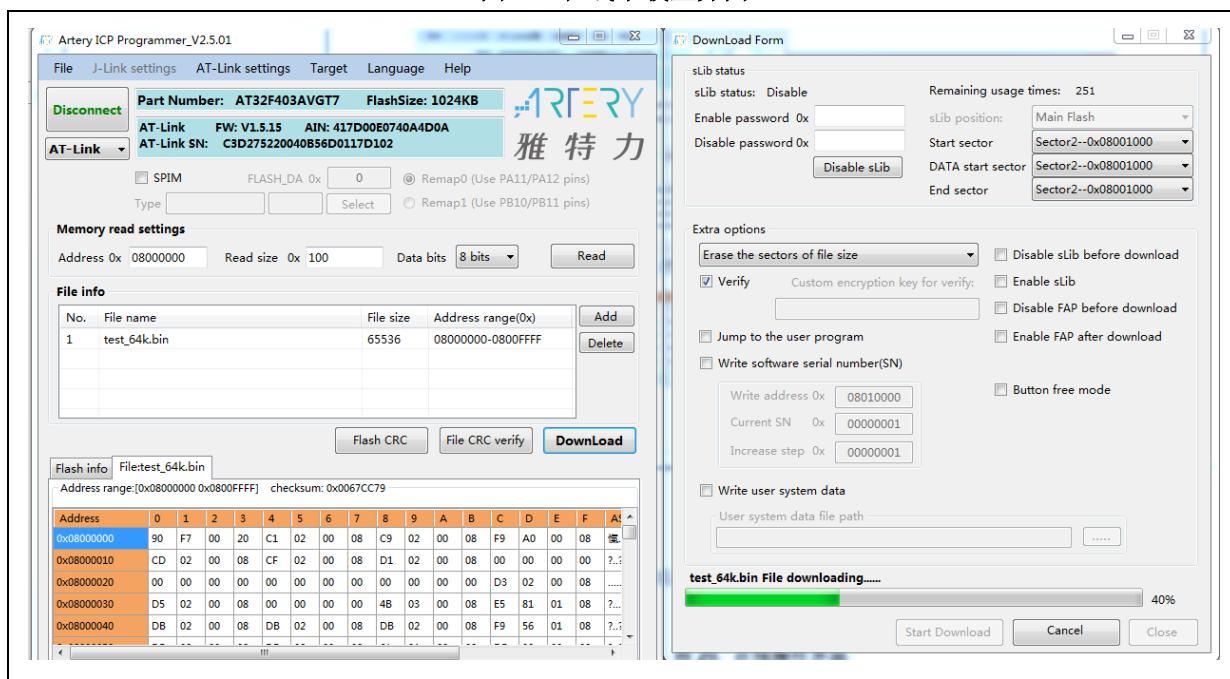 Artery ICP Programmer_V2.5.01
File J-Link settings AT-Link settings Target Language Help
Disconnect
Part Number: AT32F403AVGT7 FlashSize: 1024KB
AT-Link FW: V1.5.15 AIN: 417D00E0740A4D0A
AT-Link SN: C3D275220040B56D0117D102
AT-Link
ARTERY
雅特力
SPIM FLASH_DA 0x 0 Remap0 (Use PA11/PA12 pins)
Type Select Remap1 (Use PB10/PB11 pins)
Memory read settings
Address 0x 08000000 Read size 0x 100 Data bits 8 bits Read
File info
No. File name File size Address range(0x)
1 test_64k.bin 65536 08000000-0800FFFF
Add
Delete
Flash CRC File CRC verify DownLoad
Flash info File:test_64k.bin
Address range:[0x08000000 0x0800FFFF] checksum: 0x0067CC79
Address 0 1 2 3 4 5 6 7 8 9 A B C D E F
0x08000000 90 F7 00 20 C1 02 00 08 C9 02 00 08 F9 A0 00 08
0x08000010 CD 02 00 08 CF 02 00 08 D1 02 00 08 00 00 00 00 ?..?
0x08000020 00 00 00 00 00 00 00 00 00 00 00 00 D3 02 00 08 .....
0x08000030 D5 02 00 08 00 00 00 00 4B 03 00 08 E5 81 01 08 ?...
0x08000040 DB 02 00 08 DB 02 00 08 DB 02 00 08 F9 56 01 08 ?..?
DownLoad Form
sLib status
sLib status: Disable Remaining usage times: 251
Enable password 0x sLib position: Main Flash
Disable password 0x Start sector Sector2--0x08001000
Disable sLib DATA start sector Sector2--0x08001000
End sector Sector2--0x08001000
Extra options
Erase the sectors of file size Disable sLib before download
Verify Custom encryption key for verify: Enable sLib
Disable FAP before download
Jump to the user program Enable FAP after download
Write software serial number(SN)
Write address 0x 08010000 Button free mode
Current SN 0x 00000001
Increase step 0x 00000001
Write user system data
User system data file path
.....
test_64k.bin File downloading......
40%
Start Download Cancel Close